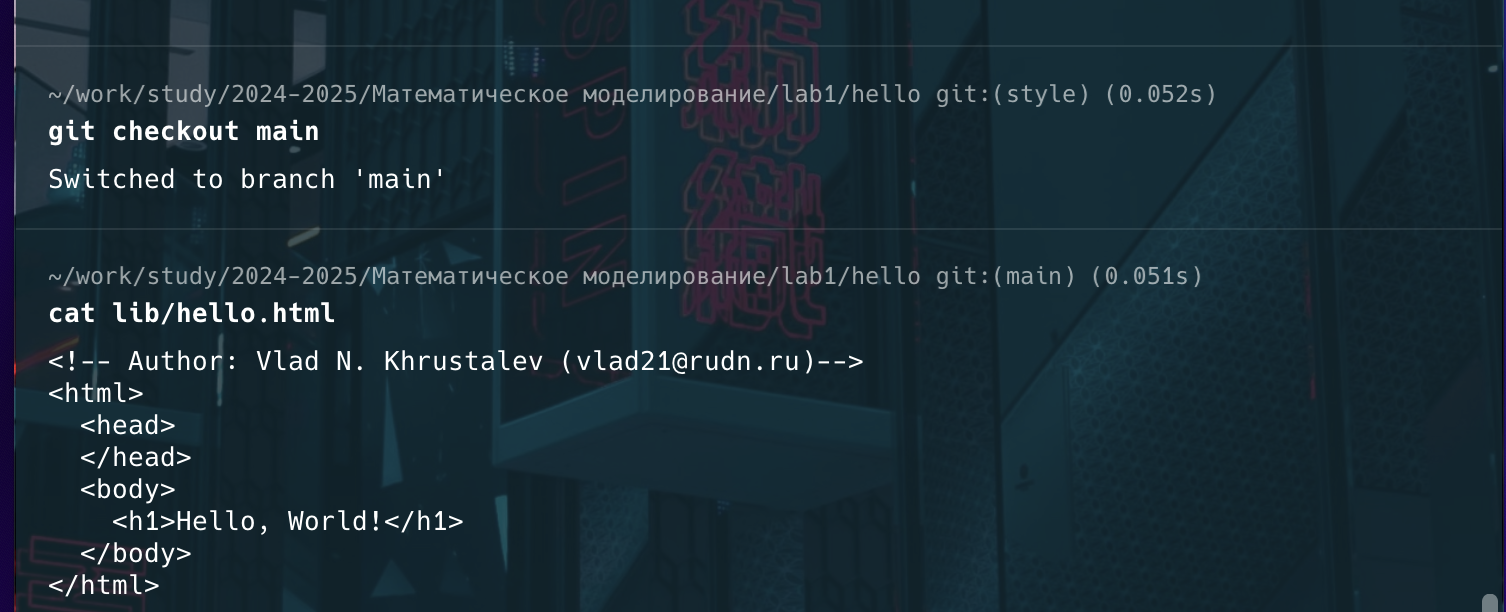 ~/work/study/2024-2025/Математическое моделирование/lab1/hello git:(style) (0.052s)
git checkout main
Switched to branch 'main'
~/work/study/2024-2025/Математическое моделирование/lab1/hello git:(main) (0.051s)
cat lib/hello.html
<!-- Author: Vlad N. Khrustalev (vlad21@rudn.ru)-->
<html>
  <head>
  </head>
  <body>
    <h1>Hello, World!</h1>
  </body>
</html>